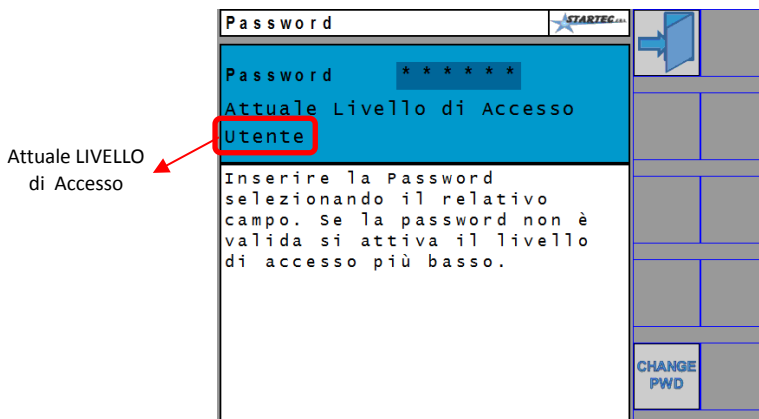 Password
STARTEC s.r.l.
Password ******
Attuale Livello di Accesso
Utente
Attuale LIVELLO
di Accesso
Inserire la Password
selezionando il relativo
campo. Se la password non è
valida si attiva il livello
di accesso più basso.
CHANGE
PWD